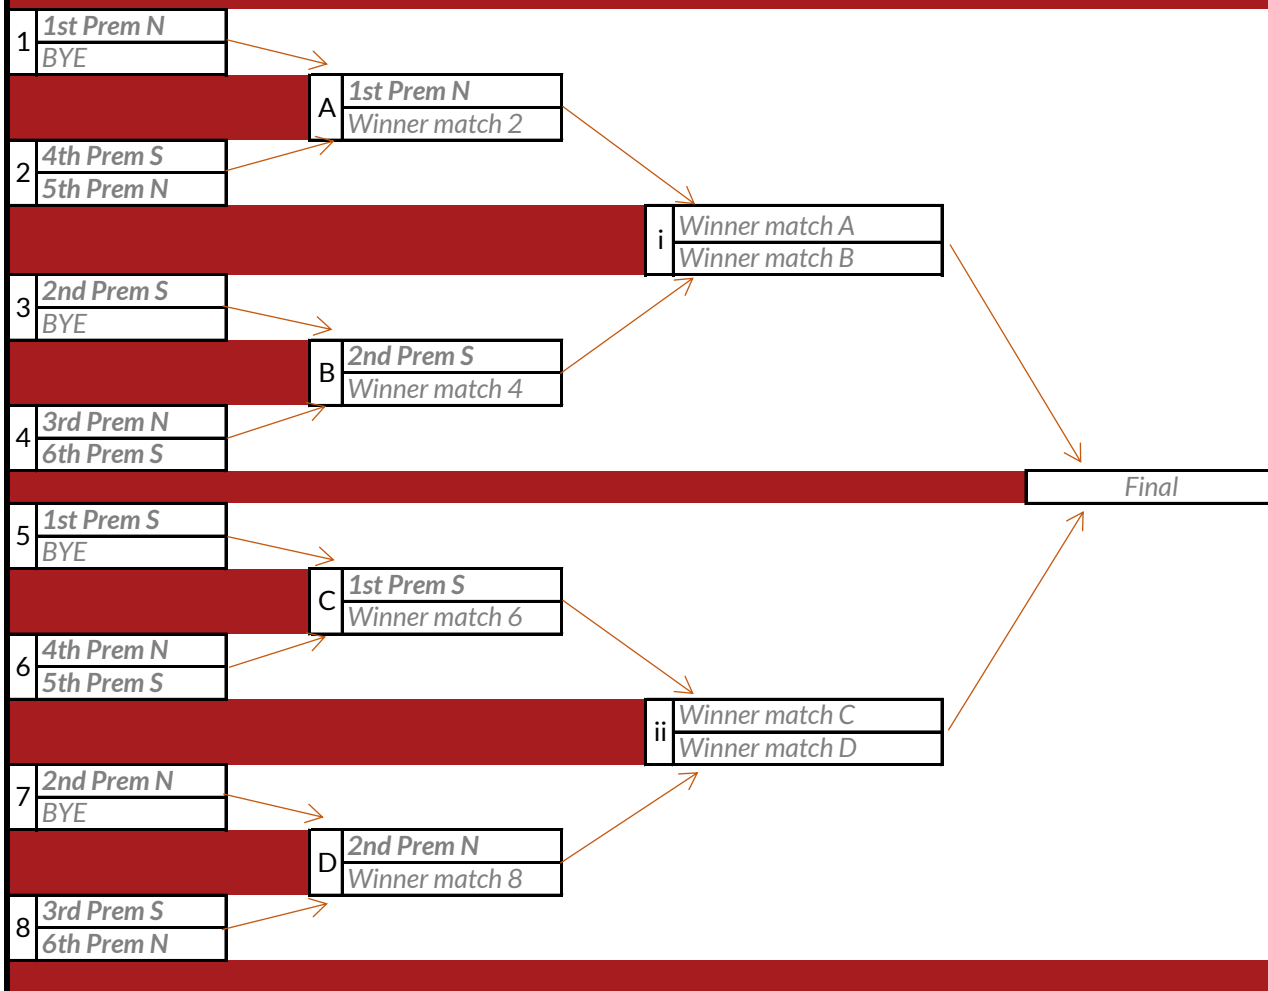 1
1st Prem N
BYE
A
1st Prem N
Winner match 2
2
4th Prem S
5th Prem N
i
Winner match A
Winner match B
3
2nd Prem S
BYE
B
2nd Prem S
Winner match 4
4
3rd Prem N
6th Prem S
Final
5
1st Prem S
BYE
C
1st Prem S
Winner match 6
6
4th Prem N
5th Prem S
ii
Winner match C
Winner match D
7
2nd Prem N
BYE
D
2nd Prem N
Winner match 8
8
3rd Prem S
6th Prem N